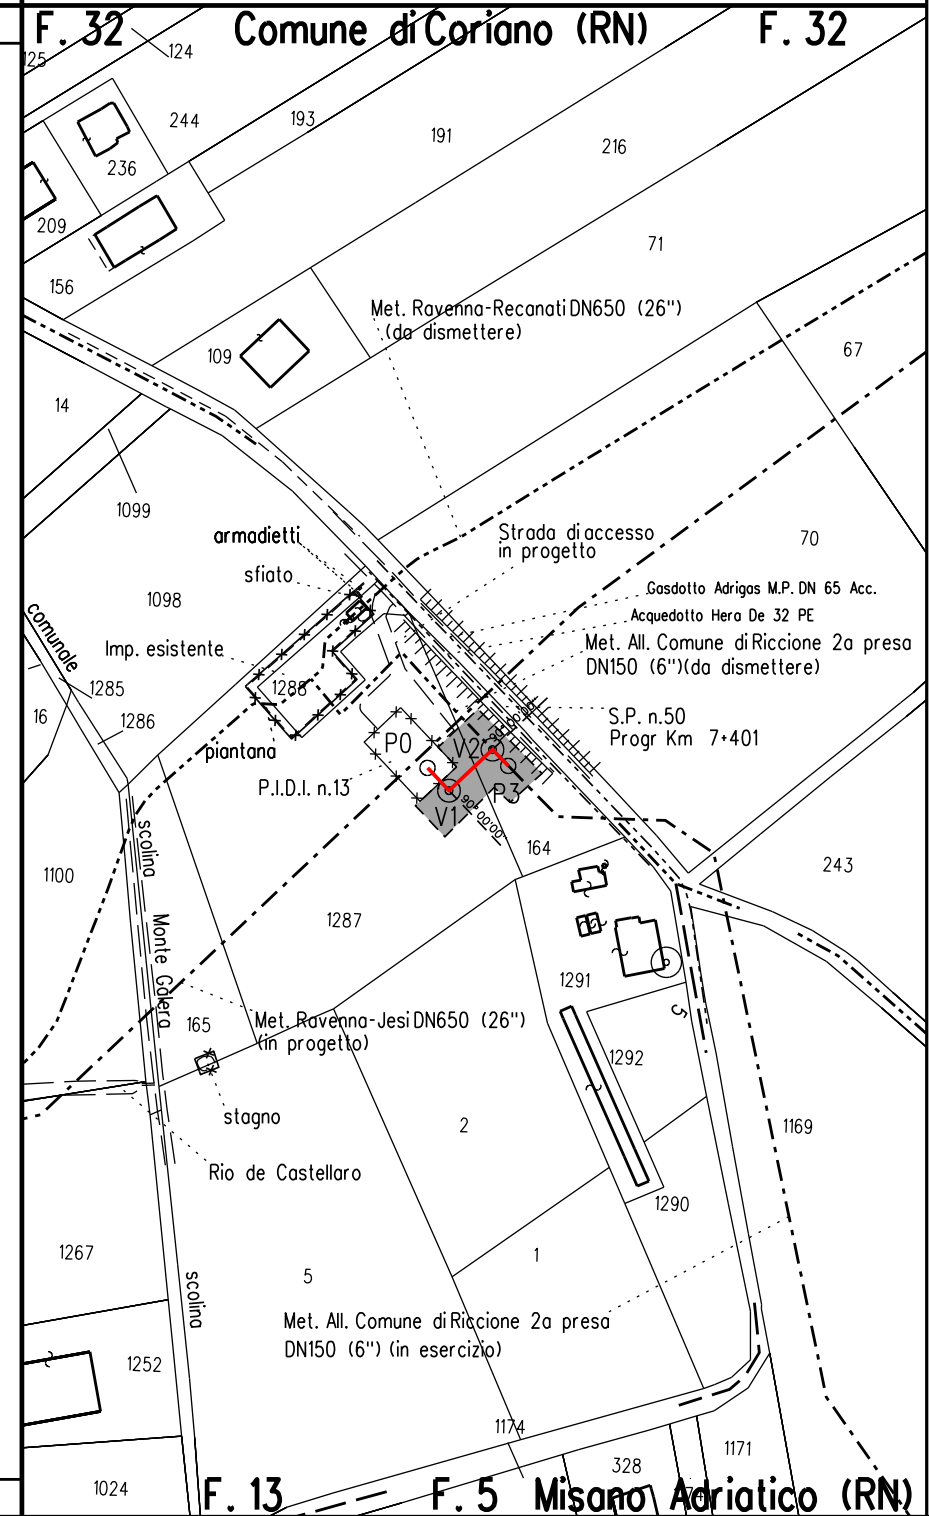 F. 32
Comune di Coriano (RN)
F. 32
125
124
244
193
191
216
236
209
71
156
Met. Ravenna-Recanati DN650 (26")
(da dismettere)
109
67
14
1099
armadietti
Strada di accesso
in progetto
70
sfiato
Gasdotto Adrigas M.P. DN 65 Acc.
1098
Acquedotto Hera De 32 PE
comunale
Imp. esistente
Met. All. Comune di Riccione 2a presa
DN150 (6")(da dismettere)
1285
1288
16
1286
S.P. n.50
Progr Km 7+401
piantana
P0
V2
P.I.D.I. n.13
P3
V1
90°00'00"
scolina
164
1100
243
1287
Monte Galera
1291
165
Met. Ravenna-Jesi DN650 (26")
(in progetto)
5
1292
stagno
2
1169
Rio de Castellaro
1290
1267
1
5
scolina
Met. All. Comune di Riccione 2a presa
DN150 (6") (in esercizio)
1252
1174
1171
328
1024
F. 13
F. 5
Misano Adriatico (RN)